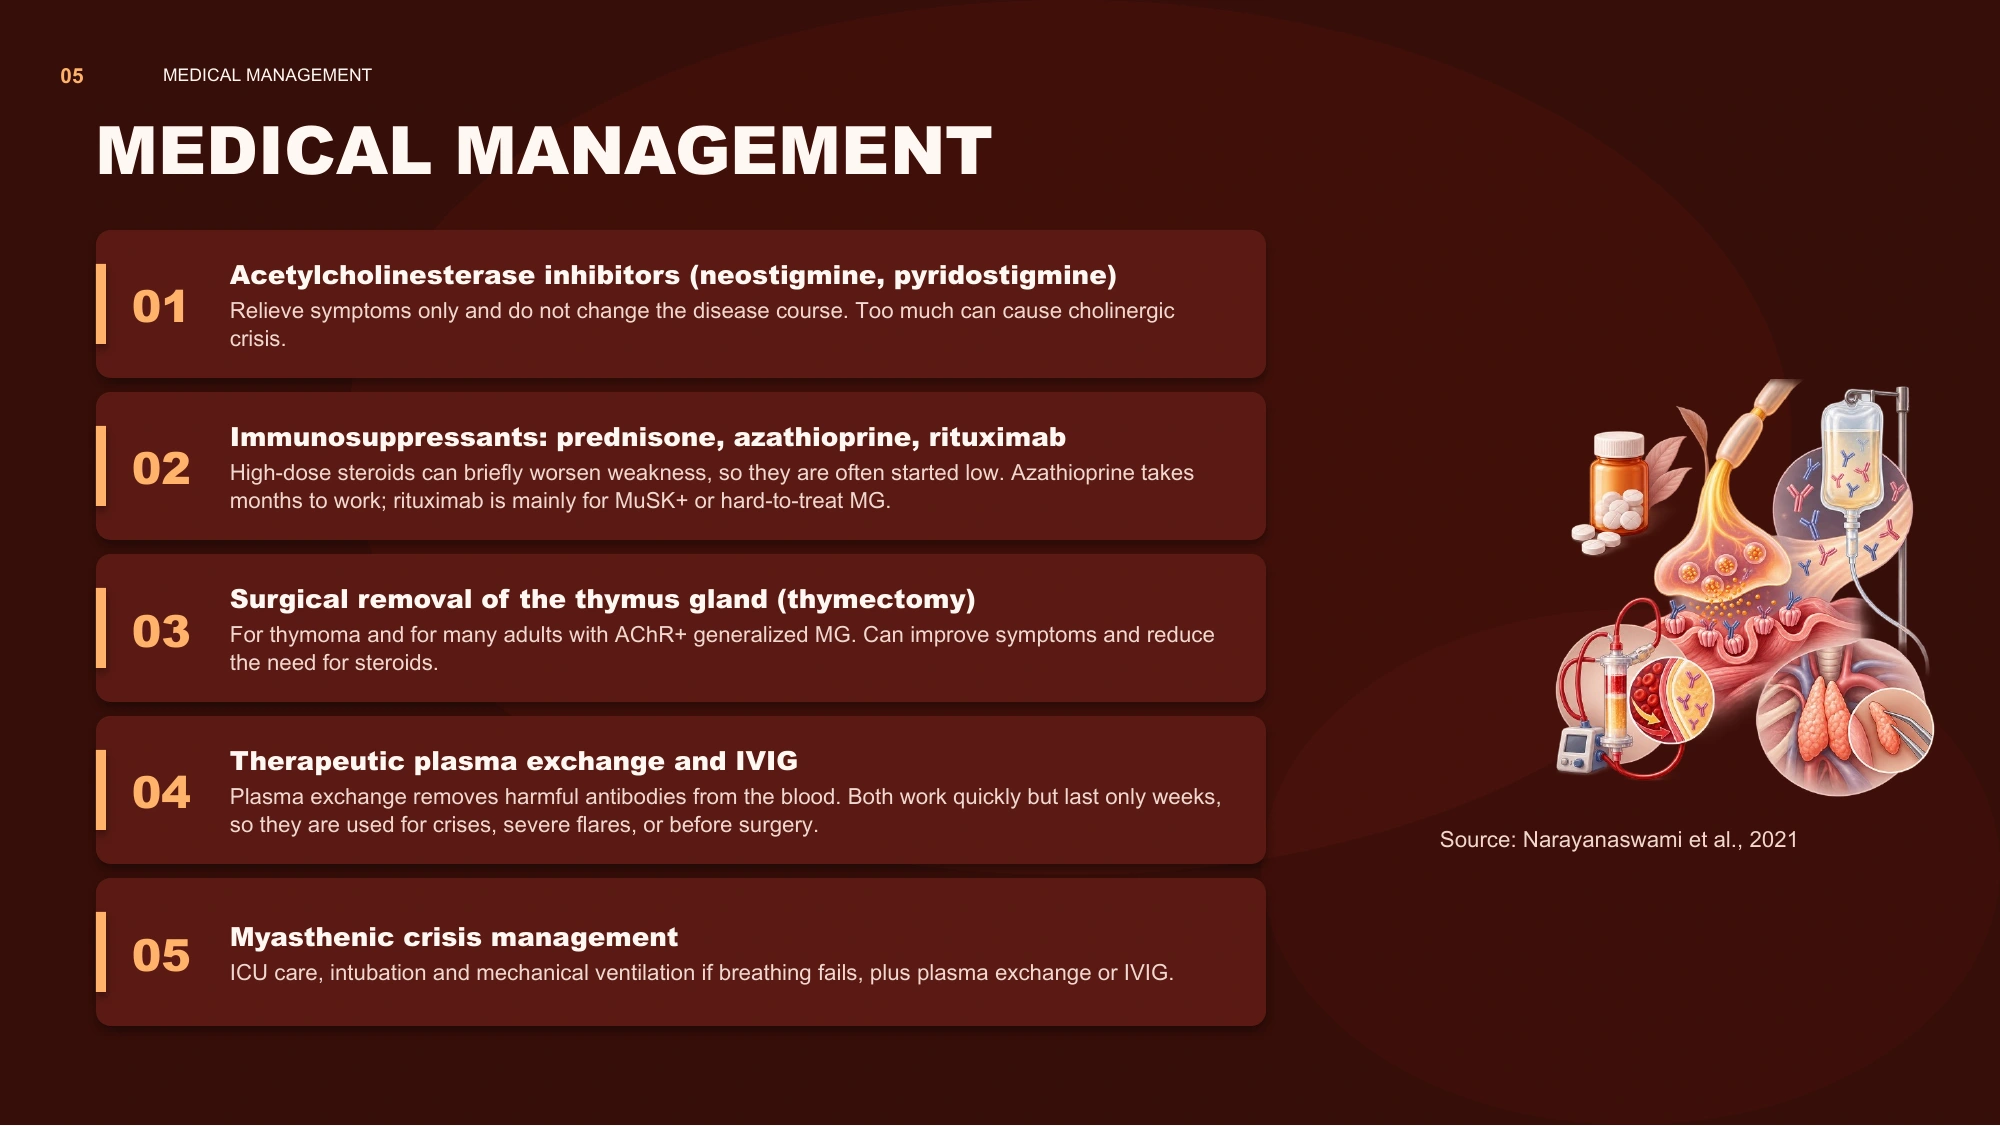 05 MEDICAL MANAGEMENT
MEDICAL MANAGEMENT
01
Acetylcholinesterase inhibitors (neostigmine, pyridostigmine)
Relieve symptoms only and do not change the disease course. Too much can cause cholinergic
crisis.
02
Immunosuppressants: prednisone, azathioprine, rituximab
High-dose steroids can briefly worsen weakness, so they are often started low. Azathioprine takes
months to work; rituximab is mainly for MuSK+ or hard-to-treat MG.
03
Surgical removal of the thymus gland (thymectomy)
For thymoma and for many adults with AChR+ generalized MG. Can improve symptoms and reduce
the need for steroids.
04
Therapeutic plasma exchange and IVIG
Plasma exchange removes harmful antibodies from the blood. Both work quickly but last only weeks,
so they are used for crises, severe flares, or before surgery.
05
Myasthenic crisis management
ICU care, intubation and mechanical ventilation if breathing fails, plus plasma exchange or IVIG.
Source: Narayanaswami et al., 2021